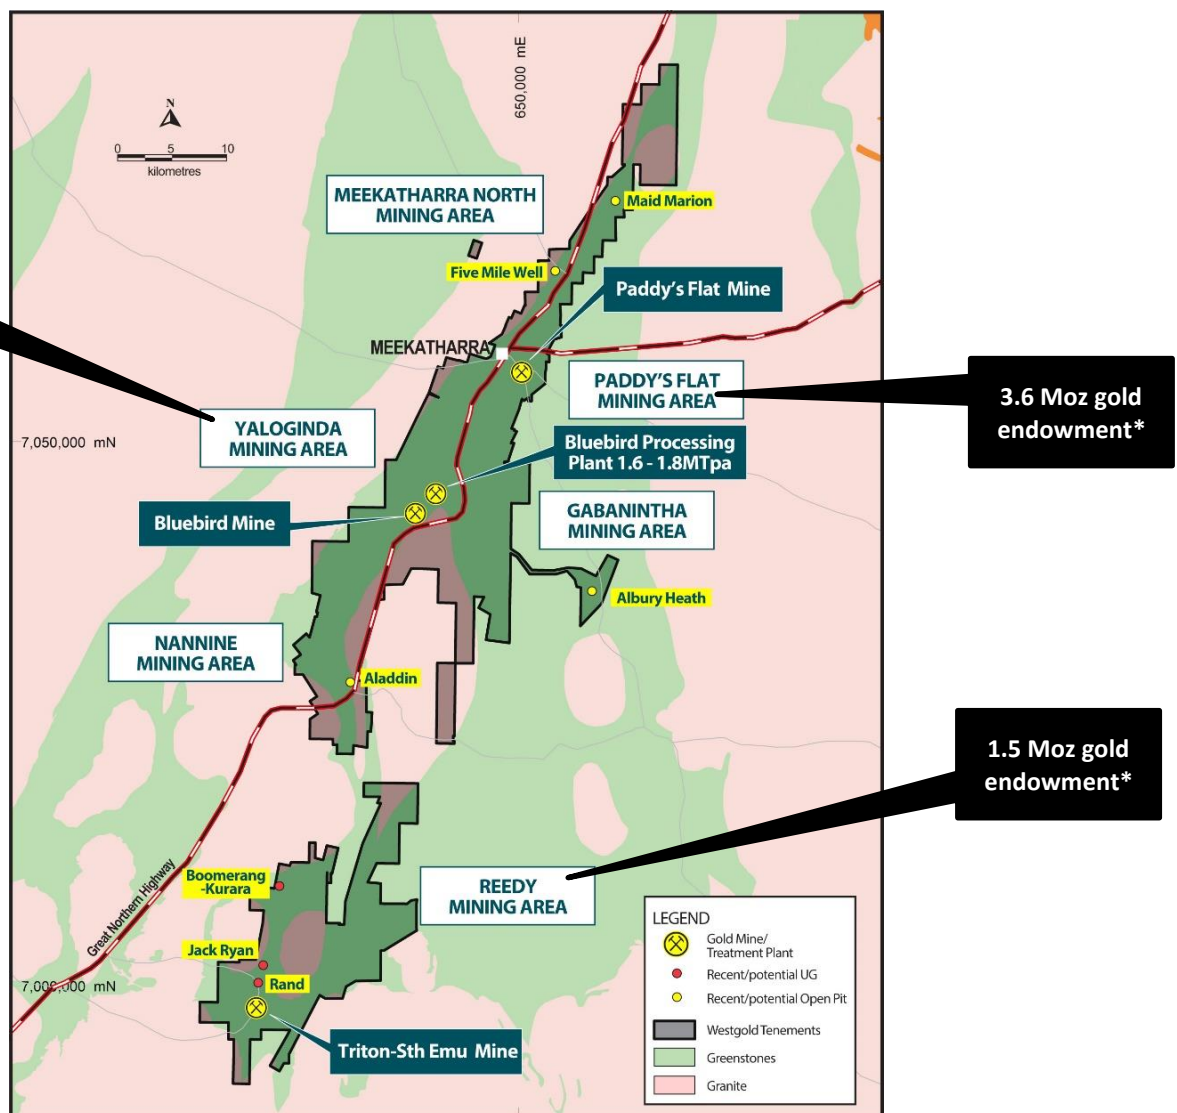 650,000 mE
N
0 5 10
kilometres
MEEKATHARRA NORTH
MINING AREA
Maid Marion
Five Mile Well
Paddy's Flat Mine
MEEKATHARRA
PADDY'S FLAT
MINING AREA
3.6 Moz gold
endowment*
YALOGINDA
MINING AREA
7,050,000 mN
Bluebird Processing
Plant 1.6 - 1.8MTpa
Bluebird Mine
GABANINTHA
MINING AREA
Albury Heath
NANNINE
MINING AREA
Aladdin
1.5 Moz gold
endowment*
Boomerang
-Kurara
REEDY
MINING AREA
Great Northern Highway
Jack Ryan
Rand
7,000,000 mN
Triton-Sth Emu Mine
LEGEND
Gold Mine/
Treatment Plant
Recent/potential UG
Recent/potential Open Pit
Westgold Tenements
Greenstones
Granite